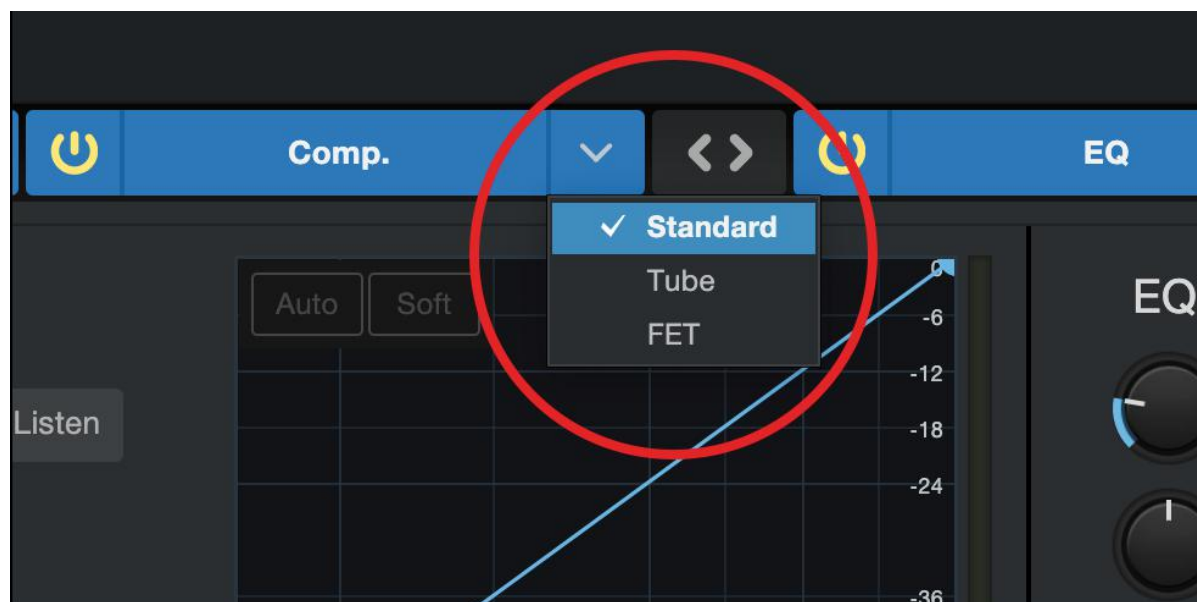 Comp.
EQ
Standard
Tube
FET
Auto
Soft
Listen
EQ
0
-6
-12
-18
-24
-36